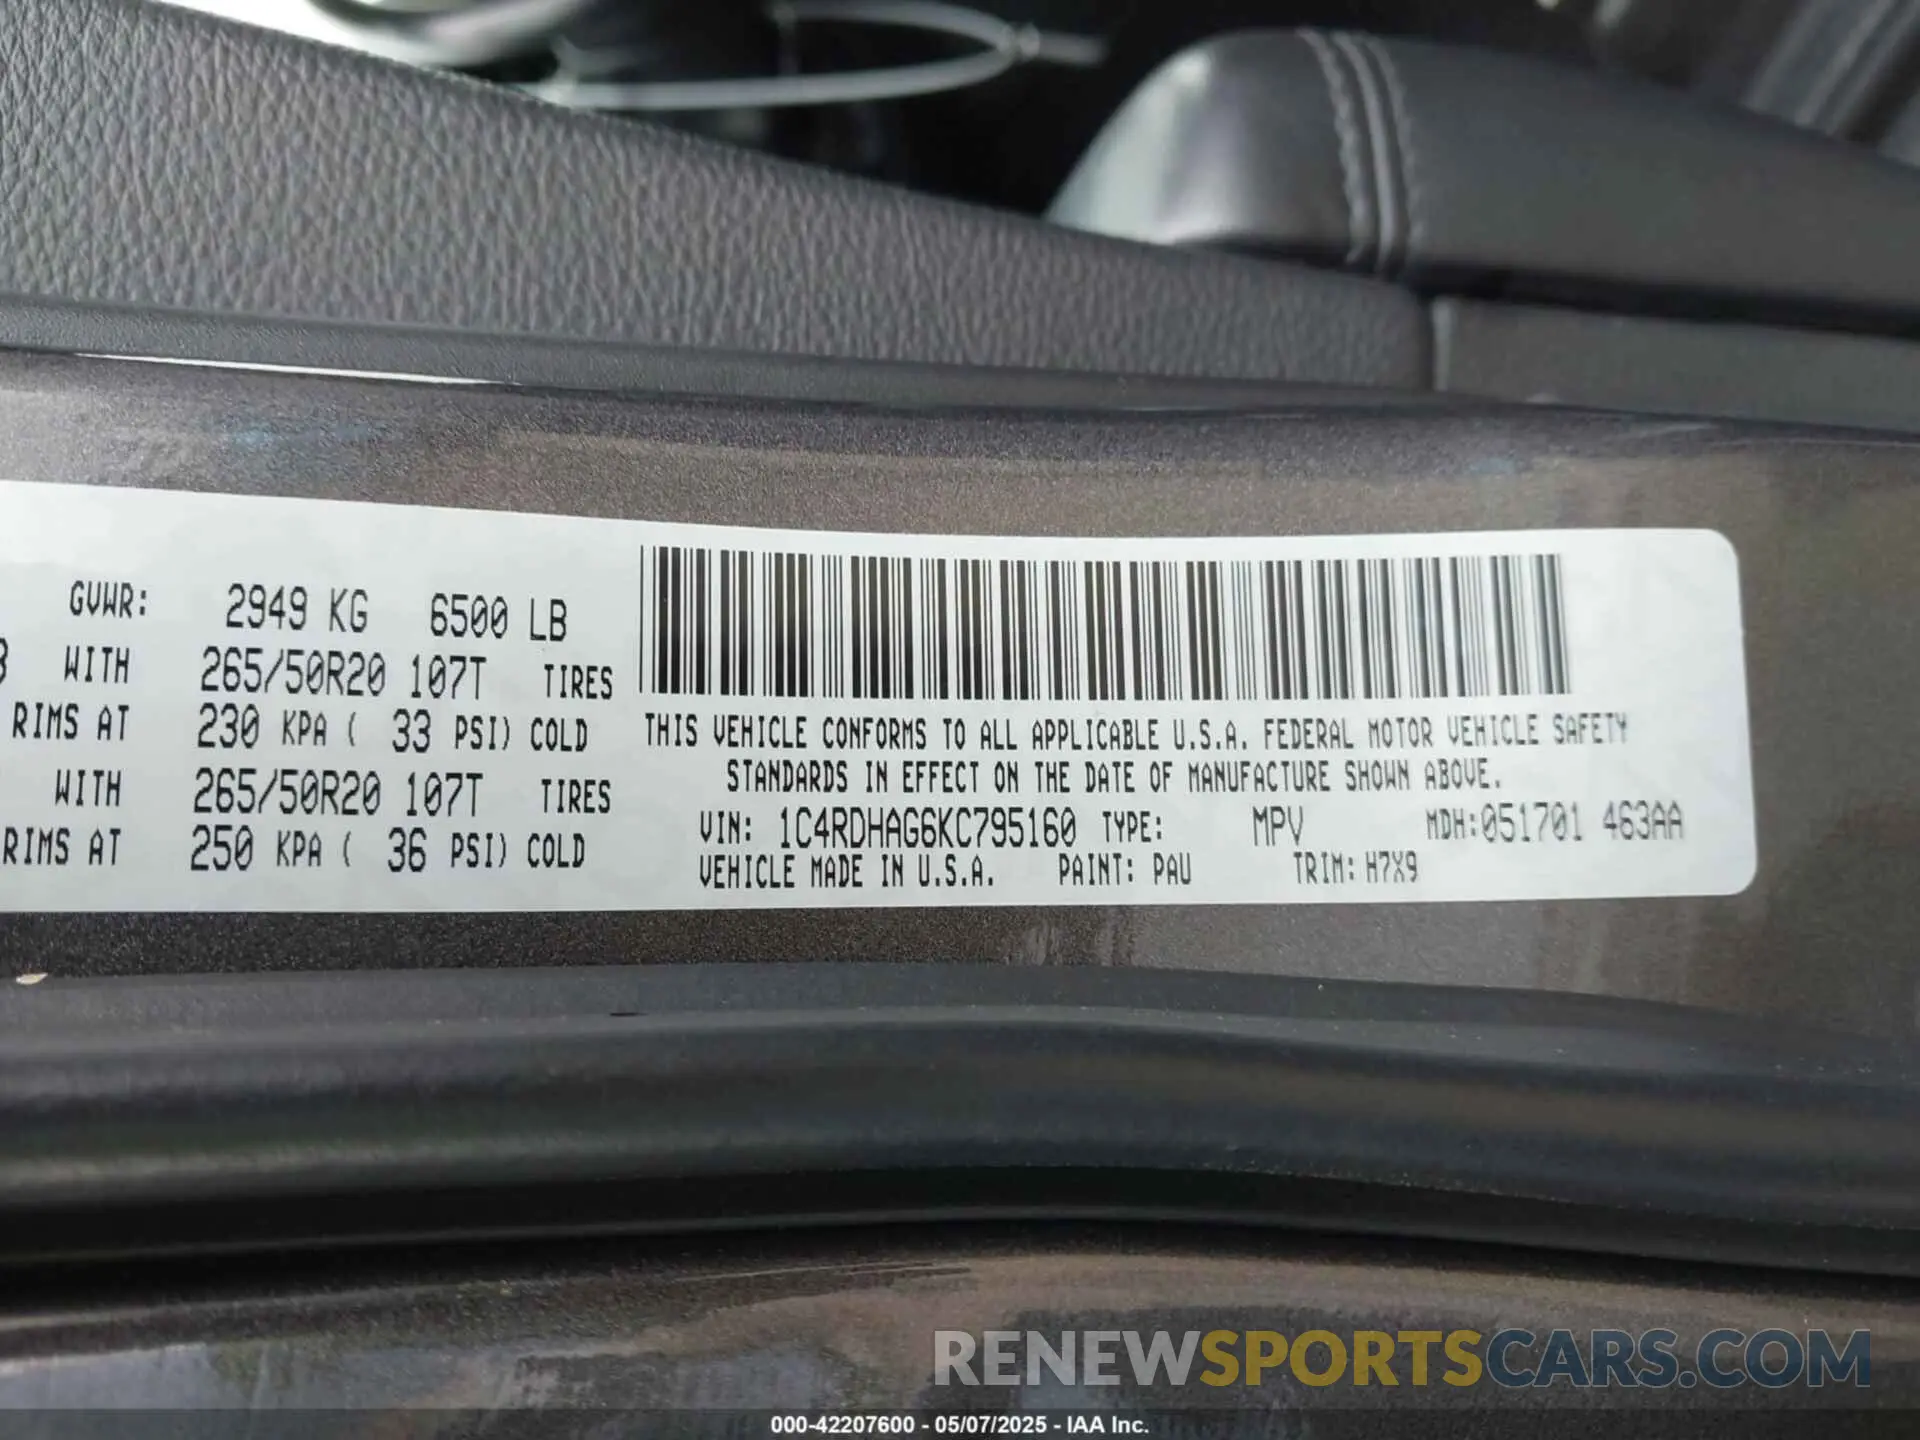 GVWR: 2949 KG 6500 LB
WITH 265/50R20 107T TIRES
RIMS AT 230 KPA ( 33 PSI) COLD
WITH 265/50R20 107T TIRES
RIMS AT 250 KPA ( 36 PSI) COLD
THIS VEHICLE CONFORMS TO ALL APPLICABLE U.S.A. FEDERAL MOTOR VEHICLE SAFETY
STANDARDS IN EFFECT ON THE DATE OF MANUFACTURE SHOWN ABOVE.
VIN: 1C4RDHAG6KC795160 TYPE: MPV MDH:051701 463AA
VEHICLE MADE IN U.S.A. PAINT: PAU TRIM: H7X9
RENEWSPORTSCARS.COM
000-42207600 - 05/07/2025 - IAA Inc.